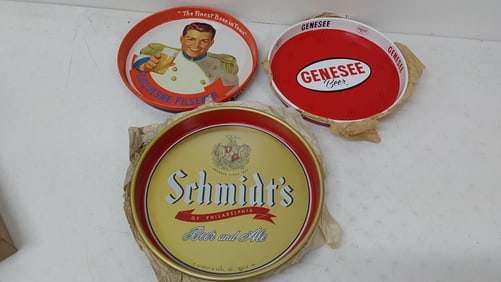 "The Finest Beer in Town"
DUQUESNE PILSENER
GENESEE
GENESEE
GENESEE
Beer
Schmidt's
OF PHILADELPHIA
Beer and Ale